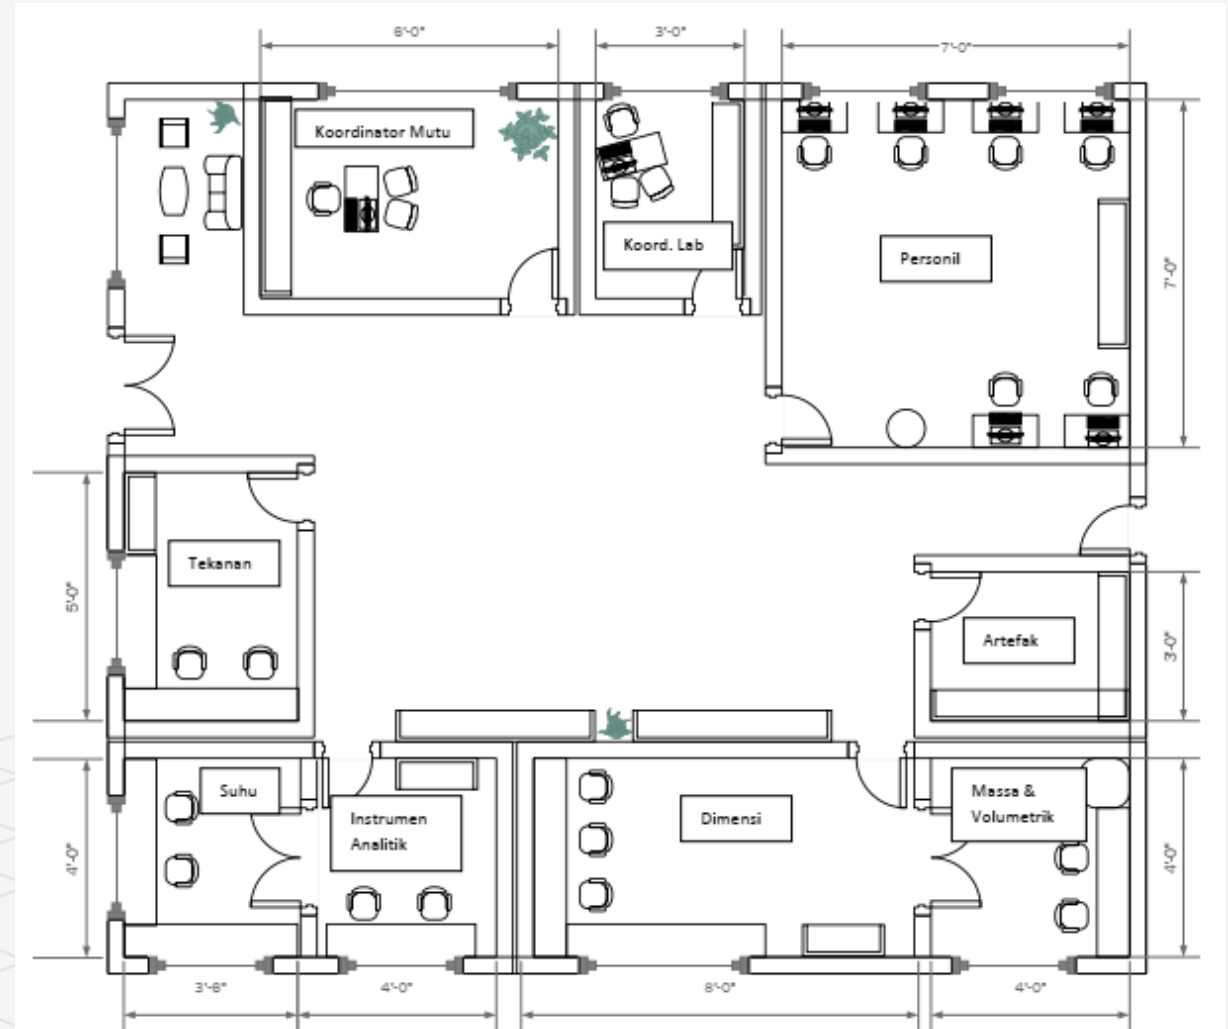 6'-0"
3'-0"
7'-0"
Koordinator Mutu
Koord. Lab
Personil
7'-0"
Tekanan
5'-0"
Artefak
3'-0"
Suhu
Instrumen
Analitik
Dimensi
Massa &
Volumetrik
4'-0"
4'-0"
3'-6"
4'-0"
8'-0"
4'-0"